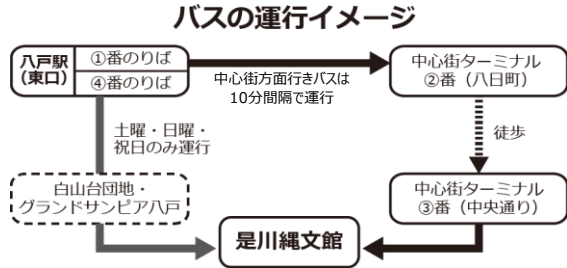 バスの運行イメージ
八戸駅
(東口)
①番のりば
④番のりば
中心街方面行きバスは
10分間隔で運行
中心街ターミナル
②番(八日町)
土曜・日曜・
祝日のみ運行
徒歩
白山台団地・
グランドサンピア八戸
中心街ターミナル
③番(中央通り)
是川縄文館